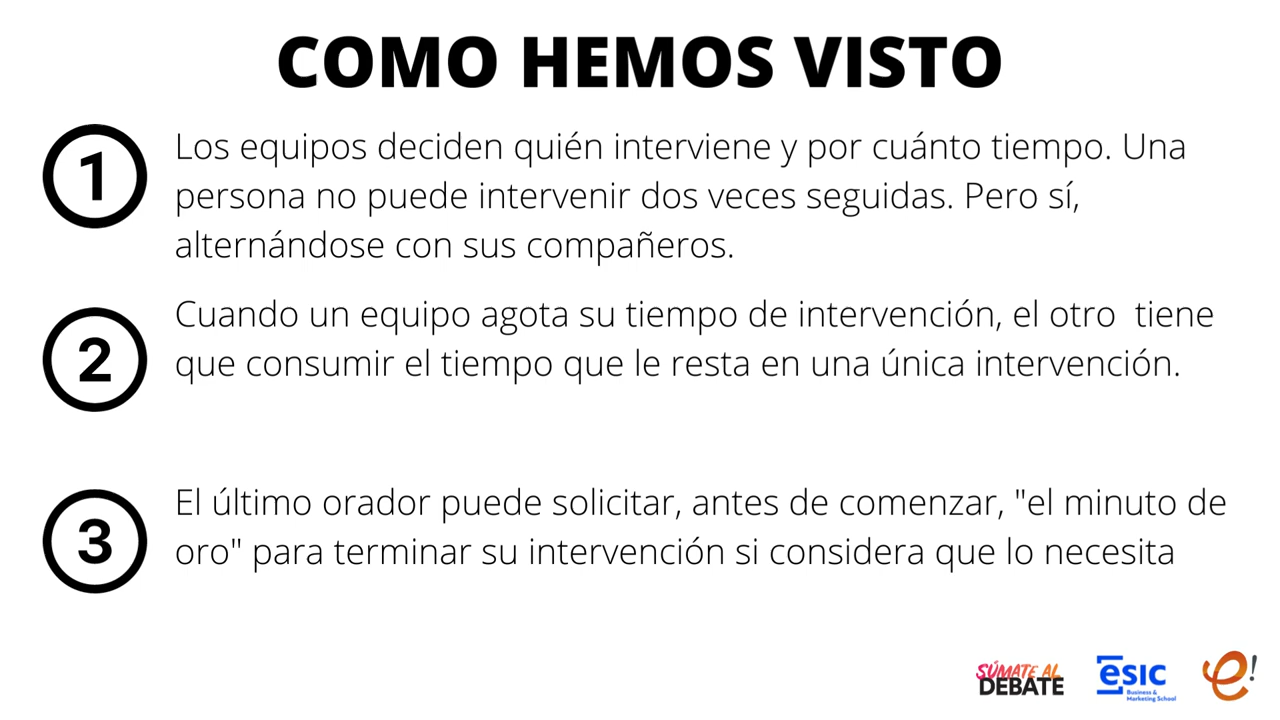 COMO HEMOS VISTO
1
Los equipos deciden quién interviene y por cuánto tiempo. Una
persona no puede intervenir dos veces seguidas. Pero sí,
alternándose con sus compañeros.
2
Cuando un equipo agota su tiempo de intervención, el otro  tiene
que consumir el tiempo que le resta en una única intervención.
3
El último orador puede solicitar, antes de comenzar, "el minuto de
oro" para terminar su intervención si considera que lo necesita
SÚMATE AL
DEBATE
esic
Business &
Marketing School
e!